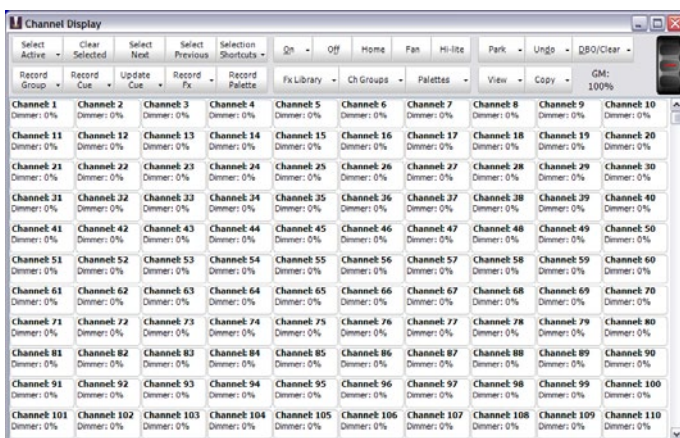 Channel Display
Select Active Clear Selected Select Next Select Previous Selection Shortcuts On Off Home Fan Hi-lite Park Undo DBO/Clear
Record Group Record Cue Update Cue Record Fx Record Palette Fx Library Ch Groups Palettes View Copy GM: 100%
Channel: 1 Channel: 2 Channel: 3 Channel: 4 Channel: 5 Channel: 6 Channel: 7 Channel: 8 Channel: 9 Channel: 10
Dimmer: 0% Dimmer: 0% Dimmer: 0% Dimmer: 0% Dimmer: 0% Dimmer: 0% Dimmer: 0% Dimmer: 0% Dimmer: 0% Dimmer: 0%
Channel: 11 Channel: 12 Channel: 13 Channel: 14 Channel: 15 Channel: 16 Channel: 17 Channel: 18 Channel: 19 Channel: 20
Dimmer: 0% Dimmer: 0% Dimmer: 0% Dimmer: 0% Dimmer: 0% Dimmer: 0% Dimmer: 0% Dimmer: 0% Dimmer: 0% Dimmer: 0%
Channel: 21 Channel: 22 Channel: 23 Channel: 24 Channel: 25 Channel: 26 Channel: 27 Channel: 28 Channel: 29 Channel: 30
Dimmer: 0% Dimmer: 0% Dimmer: 0% Dimmer: 0% Dimmer: 0% Dimmer: 0% Dimmer: 0% Dimmer: 0% Dimmer: 0% Dimmer: 0%
Channel: 31 Channel: 32 Channel: 33 Channel: 34 Channel: 35 Channel: 36 Channel: 37 Channel: 38 Channel: 39 Channel: 40
Dimmer: 0% Dimmer: 0% Dimmer: 0% Dimmer: 0% Dimmer: 0% Dimmer: 0% Dimmer: 0% Dimmer: 0% Dimmer: 0% Dimmer: 0%
Channel: 41 Channel: 42 Channel: 43 Channel: 44 Channel: 45 Channel: 46 Channel: 47 Channel: 48 Channel: 49 Channel: 50
Dimmer: 0% Dimmer: 0% Dimmer: 0% Dimmer: 0% Dimmer: 0% Dimmer: 0% Dimmer: 0% Dimmer: 0% Dimmer: 0% Dimmer: 0%
Channel: 51 Channel: 52 Channel: 53 Channel: 54 Channel: 55 Channel: 56 Channel: 57 Channel: 58 Channel: 59 Channel: 60
Dimmer: 0% Dimmer: 0% Dimmer: 0% Dimmer: 0% Dimmer: 0% Dimmer: 0% Dimmer: 0% Dimmer: 0% Dimmer: 0% Dimmer: 0%
Channel: 61 Channel: 62 Channel: 63 Channel: 64 Channel: 65 Channel: 66 Channel: 67 Channel: 68 Channel: 69 Channel: 70
Dimmer: 0% Dimmer: 0% Dimmer: 0% Dimmer: 0% Dimmer: 0% Dimmer: 0% Dimmer: 0% Dimmer: 0% Dimmer: 0% Dimmer: 0%
Channel: 71 Channel: 72 Channel: 73 Channel: 74 Channel: 75 Channel: 76 Channel: 77 Channel: 78 Channel: 79 Channel: 80
Dimmer: 0% Dimmer: 0% Dimmer: 0% Dimmer: 0% Dimmer: 0% Dimmer: 0% Dimmer: 0% Dimmer: 0% Dimmer: 0% Dimmer: 0%
Channel: 81 Channel: 82 Channel: 83 Channel: 84 Channel: 85 Channel: 86 Channel: 87 Channel: 88 Channel: 89 Channel: 90
Dimmer: 0% Dimmer: 0% Dimmer: 0% Dimmer: 0% Dimmer: 0% Dimmer: 0% Dimmer: 0% Dimmer: 0% Dimmer: 0% Dimmer: 0%
Channel: 91 Channel: 92 Channel: 93 Channel: 94 Channel: 95 Channel: 96 Channel: 97 Channel: 98 Channel: 99 Channel: 100
Dimmer: 0% Dimmer: 0% Dimmer: 0% Dimmer: 0% Dimmer: 0% Dimmer: 0% Dimmer: 0% Dimmer: 0% Dimmer: 0% Dimmer: 0%
Channel: 101 Channel: 102 Channel: 103 Channel: 104 Channel: 105 Channel: 106 Channel: 107 Channel: 108 Channel: 109 Channel: 110
Dimmer: 0% Dimmer: 0% Dimmer: 0% Dimmer: 0% Dimmer: 0% Dimmer: 0% Dimmer: 0% Dimmer: 0% Dimmer: 0% Dimmer: 0%